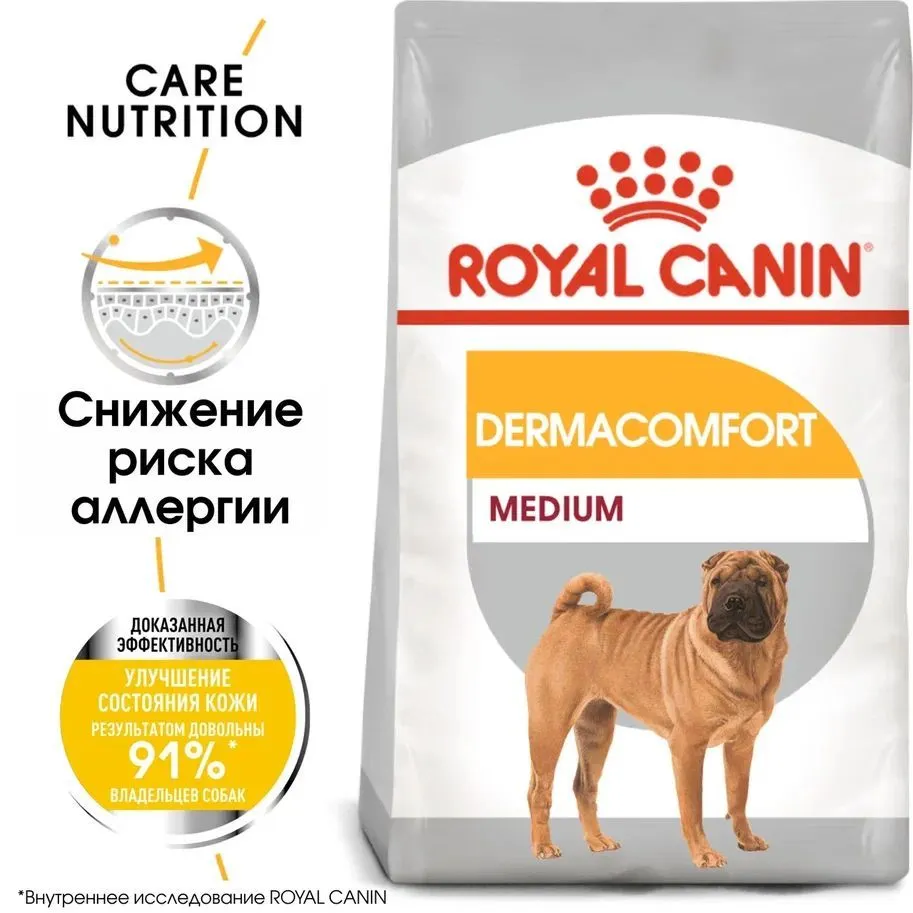 CARE
NUTRITION
Снижение
риска
аллергии
ДОКАЗАННАЯ
ЭФФЕКТИВНОСТЬ
УЛУЧШЕНИЕ
СОСТОЯНИЯ КОЖИ
РЕЗУЛЬТАТОМ ДОВОЛЬНЫ
91%*
ВЛАДЕЛЬЦЕВ СОБАК
*Внутреннее исследование ROYAL CANIN
ROYAL CANIN®
DERMACOMFORT
MEDIUM